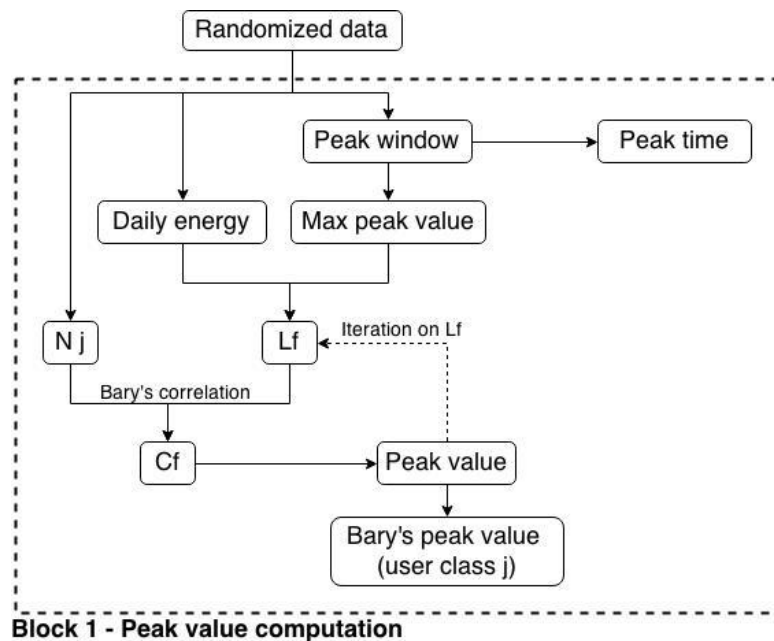 Randomized data
Peak window
Peak time
Daily energy
Max peak value
Iteration on Lf
N j
Lf
Bary's correlation
Cf
Peak value
Bary's peak value
(user class j)
Block 1 - Peak value computation